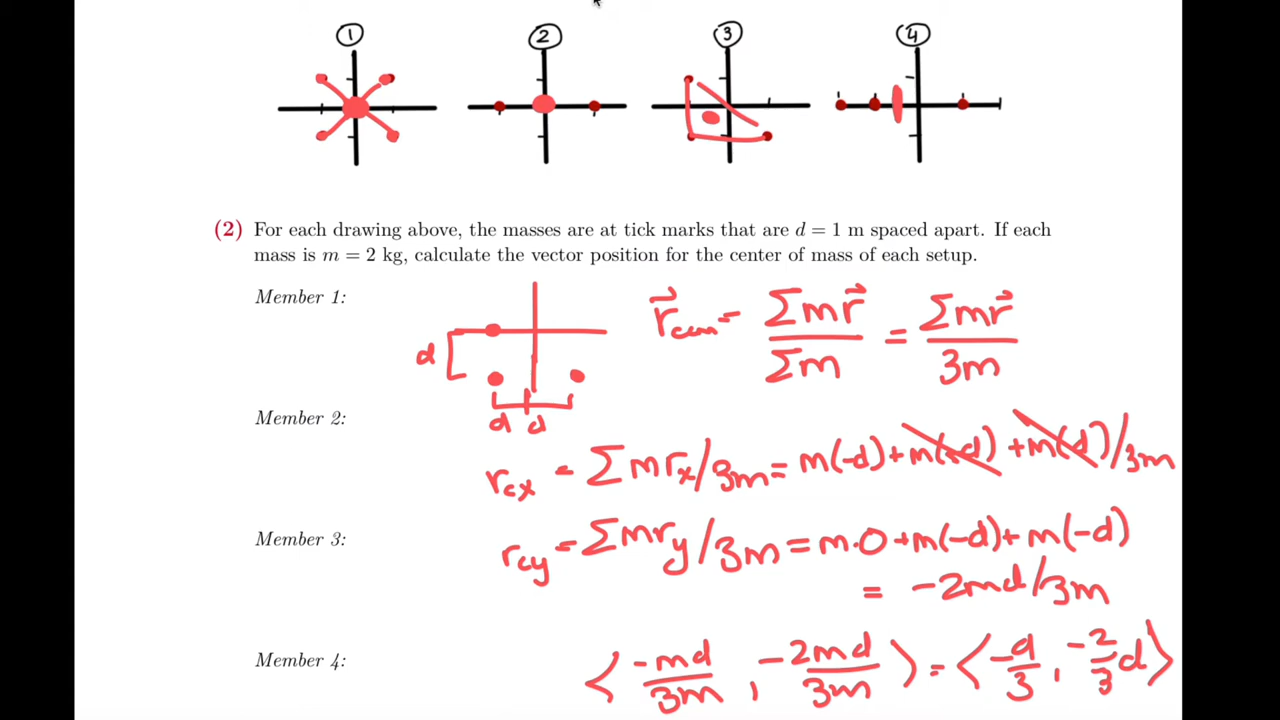 ① ② ③ ④
(2) For each drawing above, the masses are at tick marks that are d = 1 m spaced apart. If each
mass is m = 2 kg, calculate the vector position for the center of mass of each setup.
Member 1:
d
d d
r⃗com = Σmr⃗ / Σm = Σmr⃗ / 3m
Member 2:
rcx = Σmrx/3m = m(-d)+m(-d)+m(d)/3m
Member 3:
rcy = Σmry/3m = m·0+m(-d)+m(-d)
= -2md/3m
Member 4:
⟨-md/3m, -2md/3m⟩ = ⟨-d/3, -2/3 d⟩